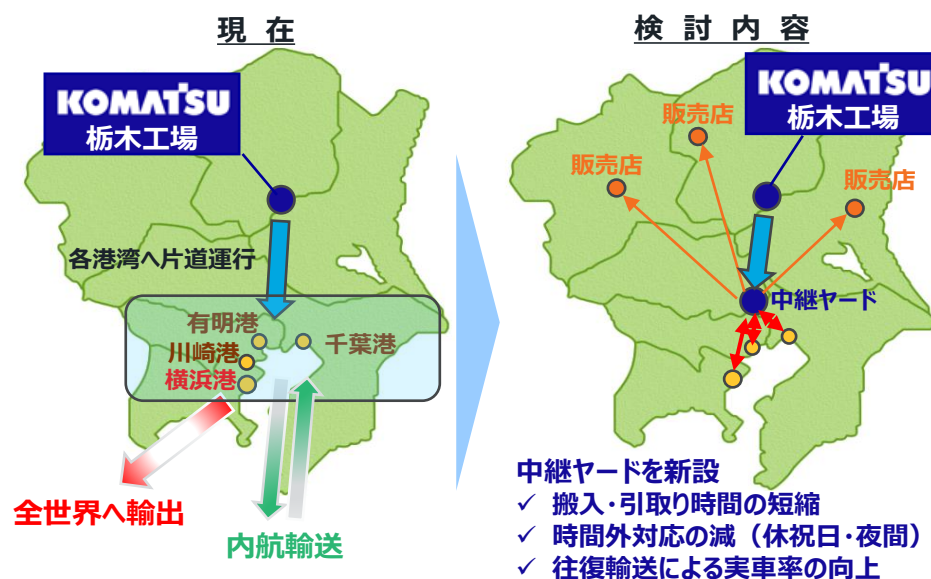 現 在
KOMATSU
栃木工場
各港湾へ片道運行
有明港
川崎港
千葉港
横浜港
全世界へ輸出
内航輸送
検 討 内 容
KOMATSU
栃木工場
販売店
販売店
販売店
中継ヤード
中継ヤードを新設
✓ 搬入・引取り時間の短縮
✓ 時間外対応の減（休祝日・夜間）
✓ 往復輸送による実車率の向上